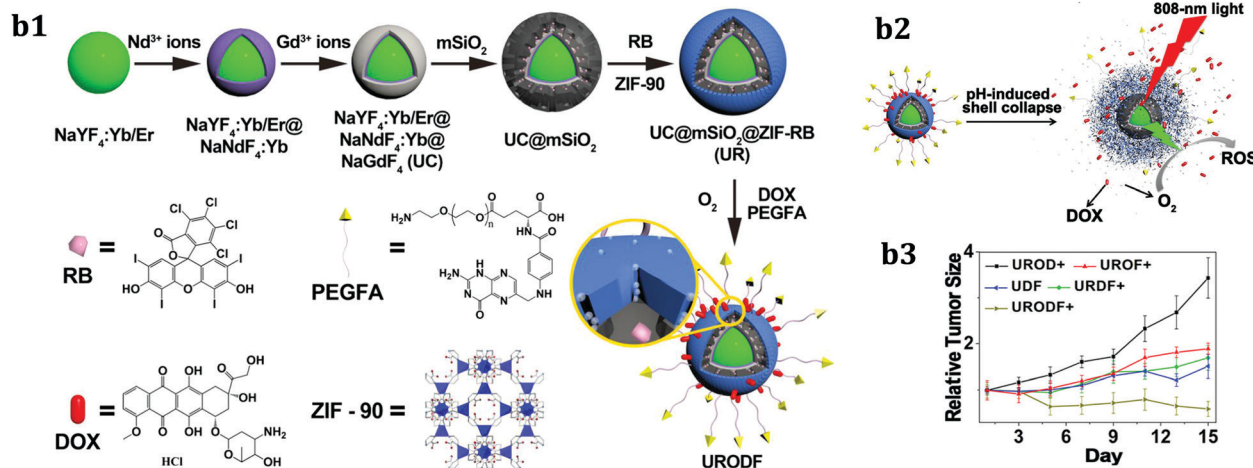 b1
Nd³⁺ ions
Gd³⁺ ions
mSiO₂
RB
ZIF-90
NaYF₄:Yb/Er
NaYF₄:Yb/Er@
NaNdF₄:Yb
NaYF₄:Yb/Er@
NaNdF₄:Yb@
NaGdF₄ (UC)
UC@mSiO₂
UC@mSiO₂@ZIF-RB
(UR)
O₂
DOX
PEGFA
RB
=
Cl
Cl
Cl
Cl
O
O
I
I
HO
O
OH
I
I
PEGFA
=
H₂N
O
O
n
O
O
OH
HN
O
H₂N
N
H
N
N
N
O
NH
DOX
=
O
OH
O
OH
OH
O
O
OH
O
O
NH₂
OH
HCl
ZIF - 90
=
URODF
b2
808-nm light
pH-induced
shell collapse
ROS
DOX
O₂
b3
Relative Tumor Size
4
2
UROD+
UROF+
UDF
URDF+
URODF+
3
6
9
12
15
Day